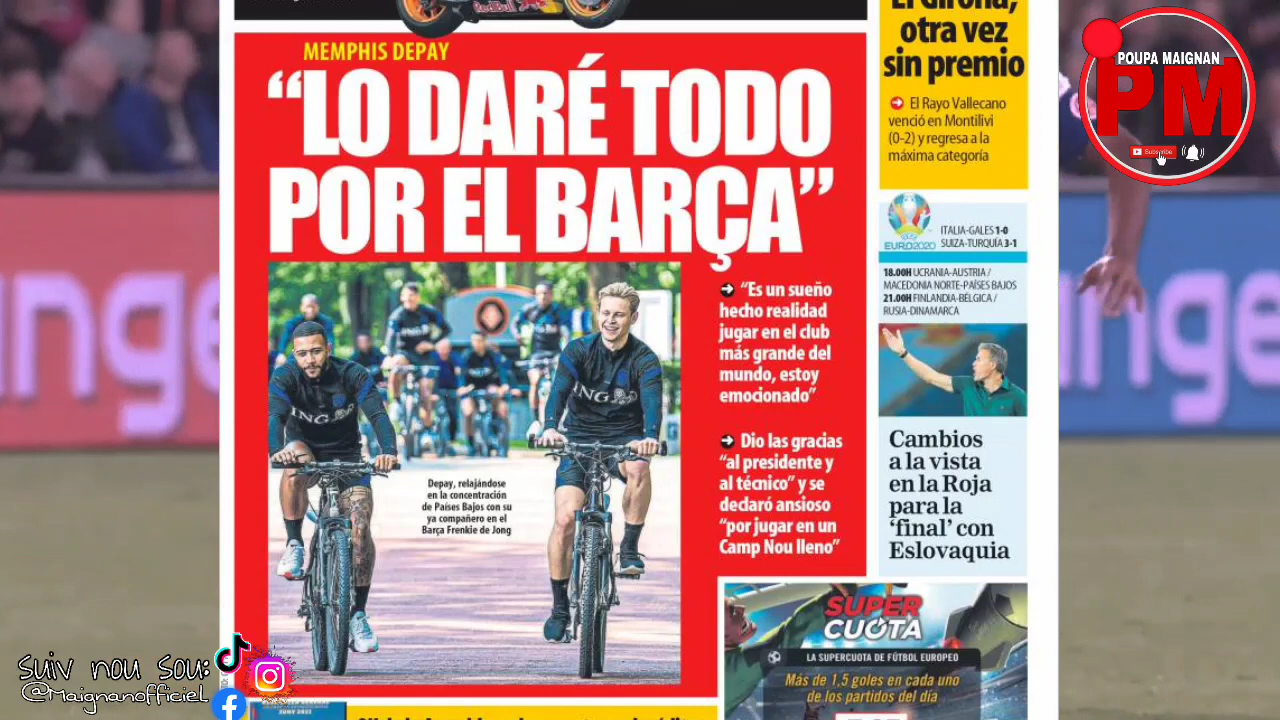 MEMPHIS DEPAY
“LO DARÉ TODO
POR EL BARÇA”
ING
ING
Depay, relajándose
en la concentración
de Países Bajos con su
ya compañero en el
Barça Frenkie de Jong
➔ “Es un sueño
hecho realidad
jugar en el club
más grande del
mundo, estoy
emocionado”
➔ Dio las gracias
“al presidente y
al técnico” y se
declaró ansioso
“por jugar en un
Camp Nou lleno”
El Girona,
otra vez
sin premio
➔ El Rayo Vallecano
venció en Montilivi
(0-2) y regresa a la
máxima categoría
EURO2020
ITALIA-GALES 1-0
SUIZA-TURQUÍA 3-1
18.00H UCRANIA-AUSTRIA /
MACEDONIA NORTE-PAÍSES BAJOS
21.00H FINLANDIA-BÉLGICA /
RUSIA-DINAMARCA
Cambios
a la vista
en la Roja
para la
‘final’ con
Eslovaquia
SUPER
CUOTA
LA SUPERCUOTA DE FÚTBOL EUROPEO
Más de 1,5 goles en cada uno
de los partidos del día
POUPA MAIGNAN
PM
Subscribe
Suiv nou sou:
@Maignanofficiel
Red Bull